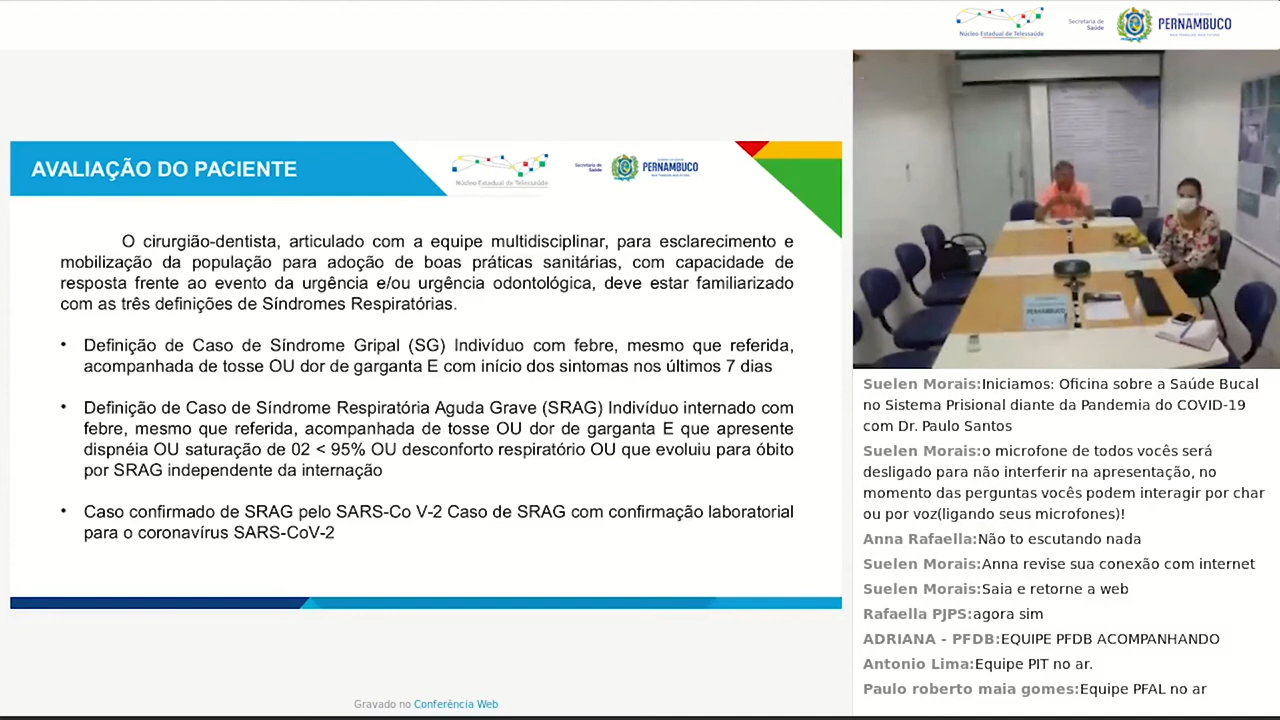 Núcleo Estadual de Telessaúde
Secretaria de
Saúde
PERNAMBUCO
AVALIAÇÃO DO PACIENTE
Núcleo Estadual de Telessaúde
Secretaria de
Saúde
PERNAMBUCO
O cirurgião-dentista, articulado com a equipe multidisciplinar, para esclarecimento e
mobilização da população para adoção de boas práticas sanitárias, com capacidade de
resposta frente ao evento da urgência e/ou urgência odontológica, deve estar familiarizado
com as três definições de Síndromes Respiratórias.
• Definição de Caso de Síndrome Gripal (SG) Indivíduo com febre, mesmo que referida,
acompanhada de tosse OU dor de garganta E com início dos sintomas nos últimos 7 dias
• Definição de Caso de Síndrome Respiratória Aguda Grave (SRAG) Indivíduo internado com
febre, mesmo que referida, acompanhada de tosse OU dor de garganta E que apresente
dispnéia OU saturação de 02 < 95% OU desconforto respiratório OU que evoluiu para óbito
por SRAG independente da internação
• Caso confirmado de SRAG pelo SARS-Co V-2 Caso de SRAG com confirmação laboratorial
para o coronavírus SARS-CoV-2
Gravado no Conferência Web
PERNAMBUCO
Suelen Morais:Iniciamos: Oficina sobre a Saúde Bucal
no Sistema Prisional diante da Pandemia do COVID-19
com Dr. Paulo Santos
Suelen Morais:o microfone de todos vocês será
desligado para não interferir na apresentação, no
momento das perguntas vocês podem interagir por char
ou por voz(ligando seus microfones)!
Anna Rafaella:Não to escutando nada
Suelen Morais:Anna revise sua conexão com internet
Suelen Morais:Saia e retorne a web
Rafaella PJPS:agora sim
ADRIANA - PFDB:EQUIPE PFDB ACOMPANHANDO
Antonio Lima:Equipe PIT no ar.
Paulo roberto maia gomes:Equipe PFAL no ar